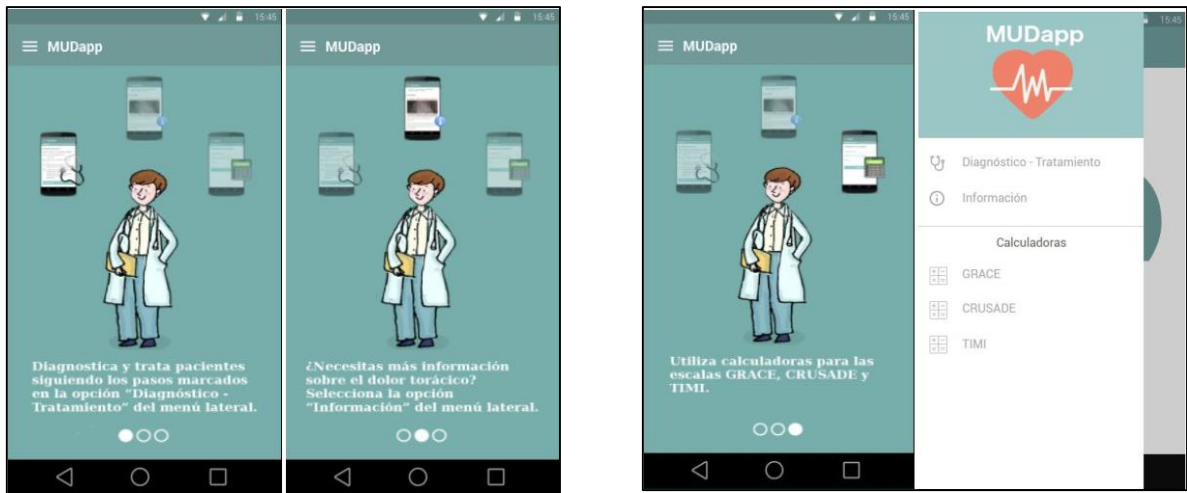 15:45
MUDapp
Diagnostica y trata pacientes
siguiendo los pasos marcados
en la opción “Diagnóstico -
Tratamiento” del menú lateral.
15:45
MUDapp
¿Necesitas más información
sobre el dolor torácico?
Selecciona la opción
“Información” del menú lateral.
15:45
MUDapp
Utiliza calculadoras para las
escalas GRACE, CRUSADE y
TIMI.
15:45
MUDapp
Diagnóstico - Tratamiento
Información
Calculadoras
GRACE
CRUSADE
TIMI